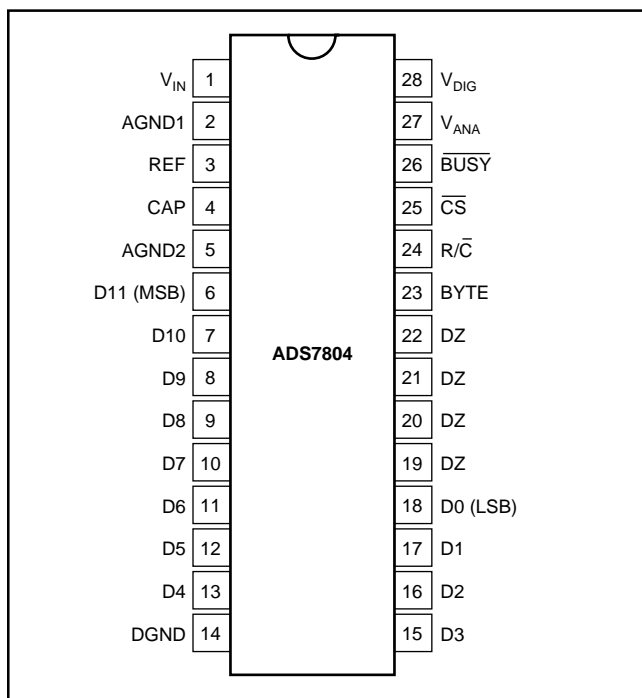 V_IN 1 28 V_DIG
AGND1 2 27 V_ANA
REF 3 26 B̅U̅S̅Y̅
CAP 4 25 C̅S̅
AGND2 5 24 R/C̅
D11 (MSB) 6 23 BYTE
D10 7 22 DZ
ADS7804
D9 8 21 DZ
D8 9 20 DZ
D7 10 19 DZ
D6 11 18 D0 (LSB)
D5 12 17 D1
D4 13 16 D2
DGND 14 15 D3